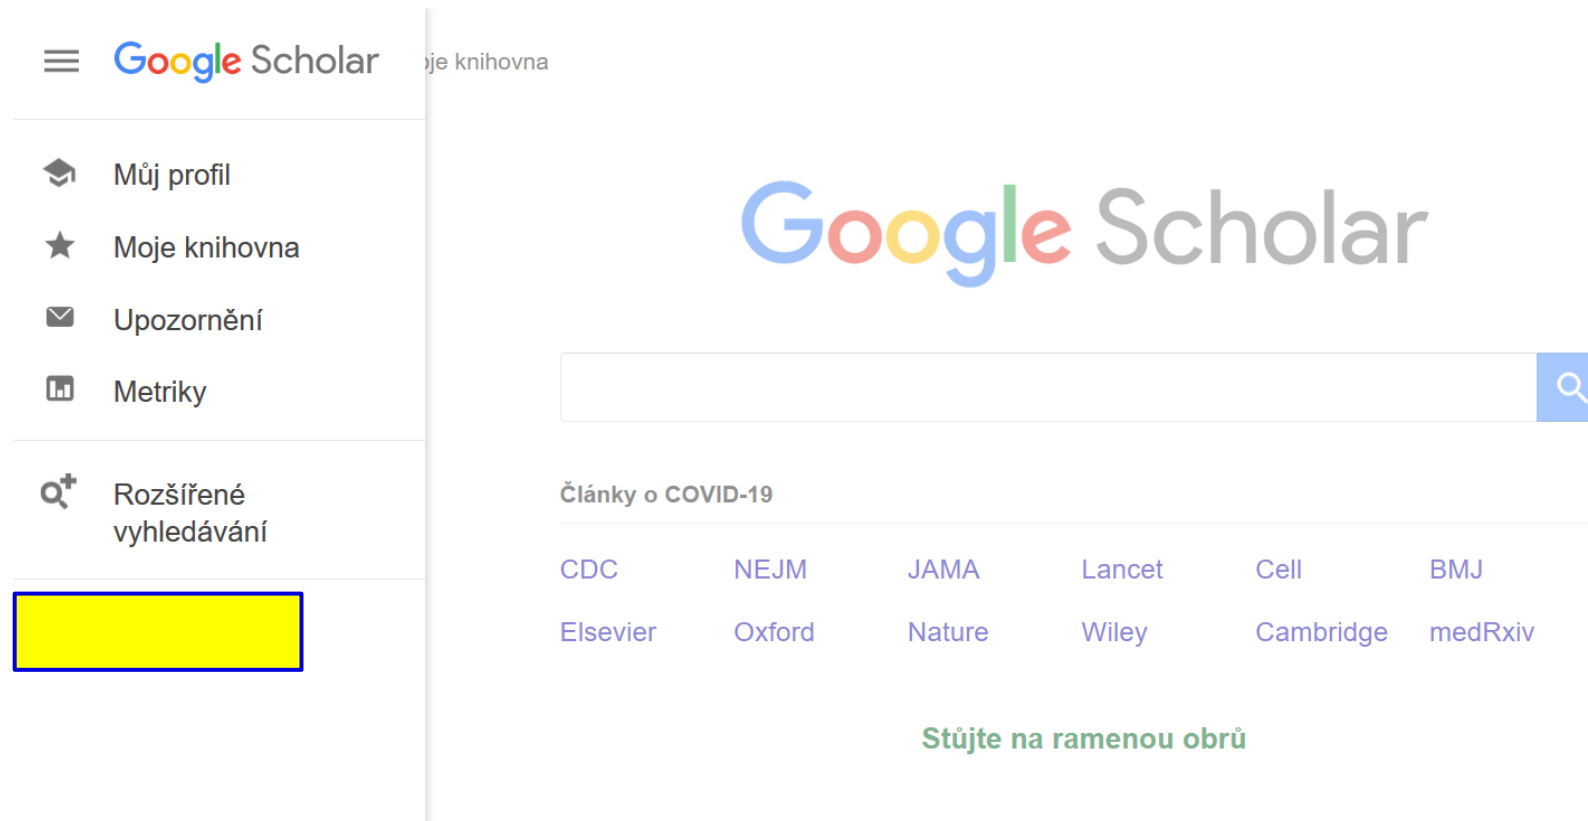 Google Scholar
oje knihovna
Můj profil
Moje knihovna
Upozornění
Metriky
Rozšířené
vyhledávání
Google Scholar
Články o COVID-19
CDC NEJM JAMA Lancet Cell BMJ
Elsevier Oxford Nature Wiley Cambridge medRxiv
Stůjte na ramenou obrů